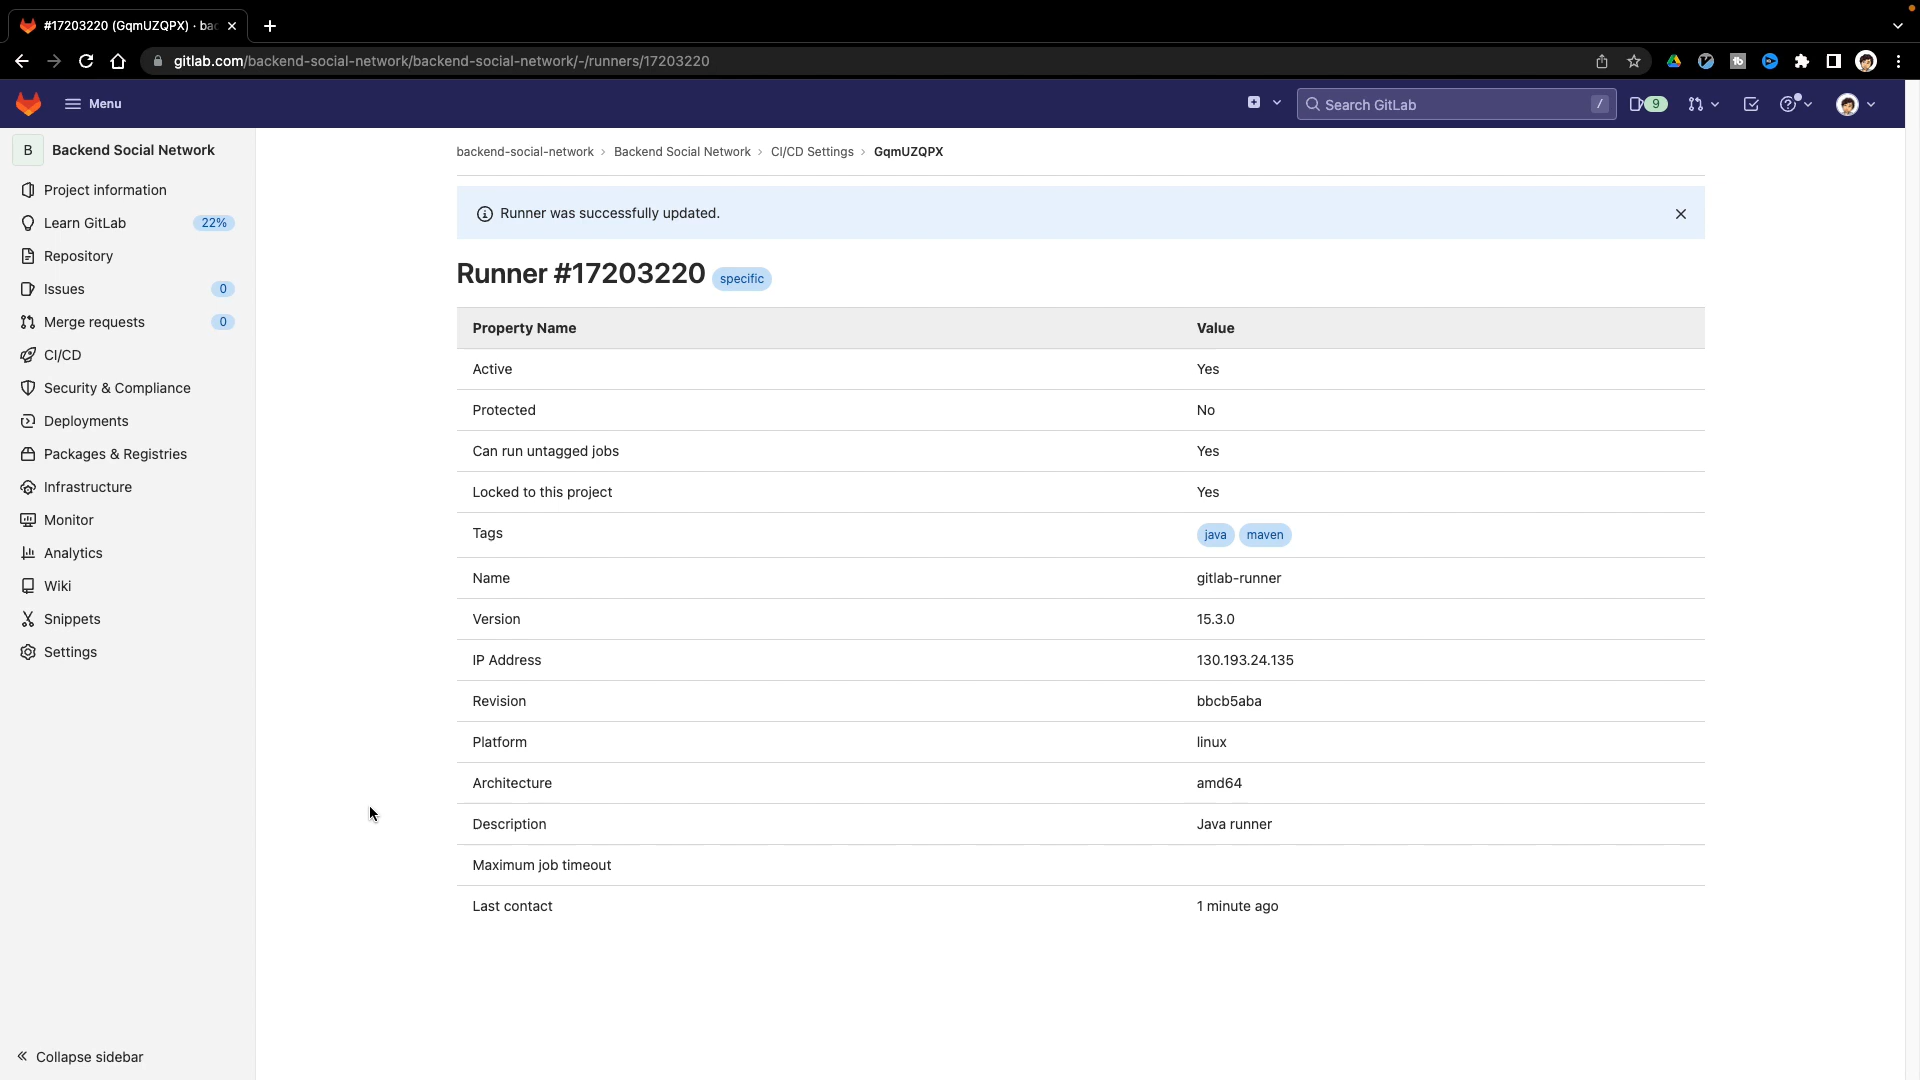 #17203220 (GqmUZQPX) · bac
gitlab.com/backend-social-network/backend-social-network/-/runners/17203220
Menu
Search GitLab
/
9
B Backend Social Network
Project information
Learn GitLab 22%
Repository
Issues 0
Merge requests 0
CI/CD
Security & Compliance
Deployments
Packages & Registries
Infrastructure
Monitor
Analytics
Wiki
Snippets
Settings
Collapse sidebar
backend-social-network › Backend Social Network › CI/CD Settings › GqmUZQPX
Runner was successfully updated.
Runner #17203220 specific
Property Name Value
Active Yes
Protected No
Can run untagged jobs Yes
Locked to this project Yes
Tags java maven
Name gitlab-runner
Version 15.3.0
IP Address 130.193.24.135
Revision bbcb5aba
Platform linux
Architecture amd64
Description Java runner
Maximum job timeout
Last contact 1 minute ago